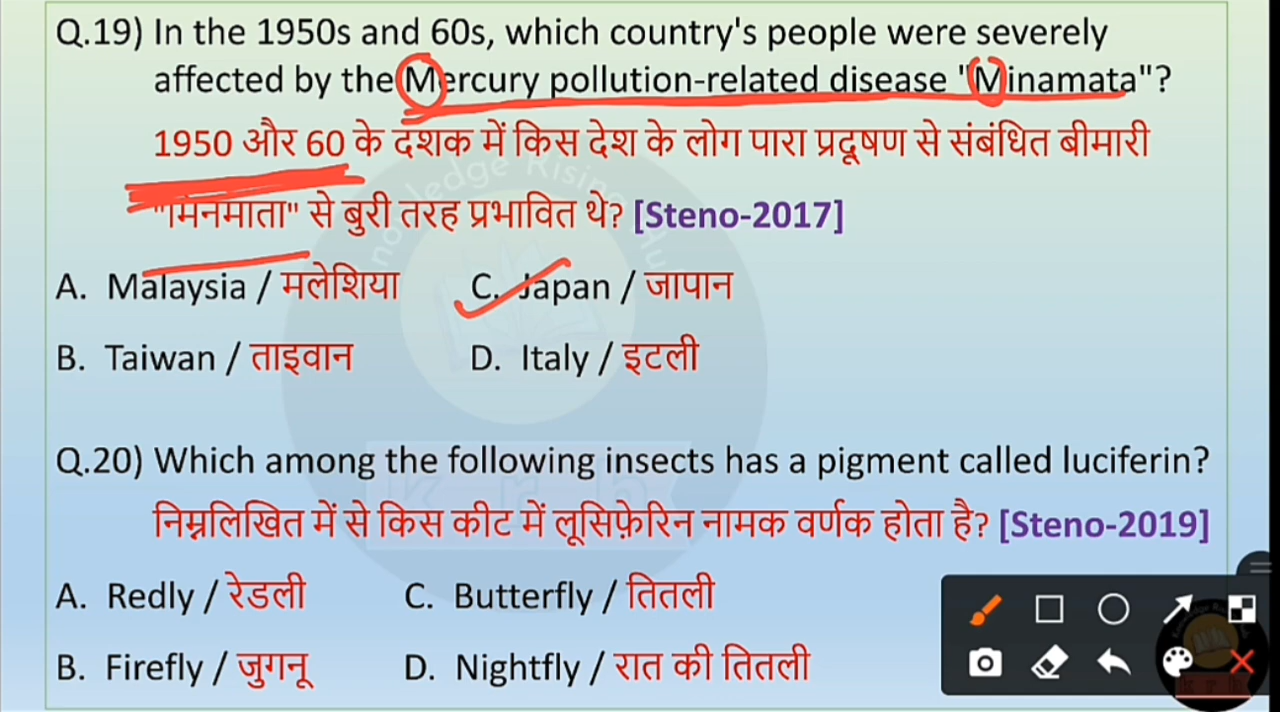 Q.19) In the 1950s and 60s, which country's people were severely
affected by the Mercury pollution-related disease "Minamata"?
1950 और 60 के दशक में किस देश के लोग पारा प्रदूषण से संबंधित बीमारी
"मिनमाता" से बुरी तरह प्रभावित थे? [Steno-2017]
A. Malaysia / मलेशिया C. Japan / जापान
B. Taiwan / ताइवान D. Italy / इटली
Q.20) Which among the following insects has a pigment called luciferin?
निम्नलिखित में से किस कीट में लूसिफ़ेरिन नामक वर्णक होता है? [Steno-2019]
A. Redly / रेडली C. Butterfly / तितली
B. Firefly / जुगनू D. Nightfly / रात की तितली